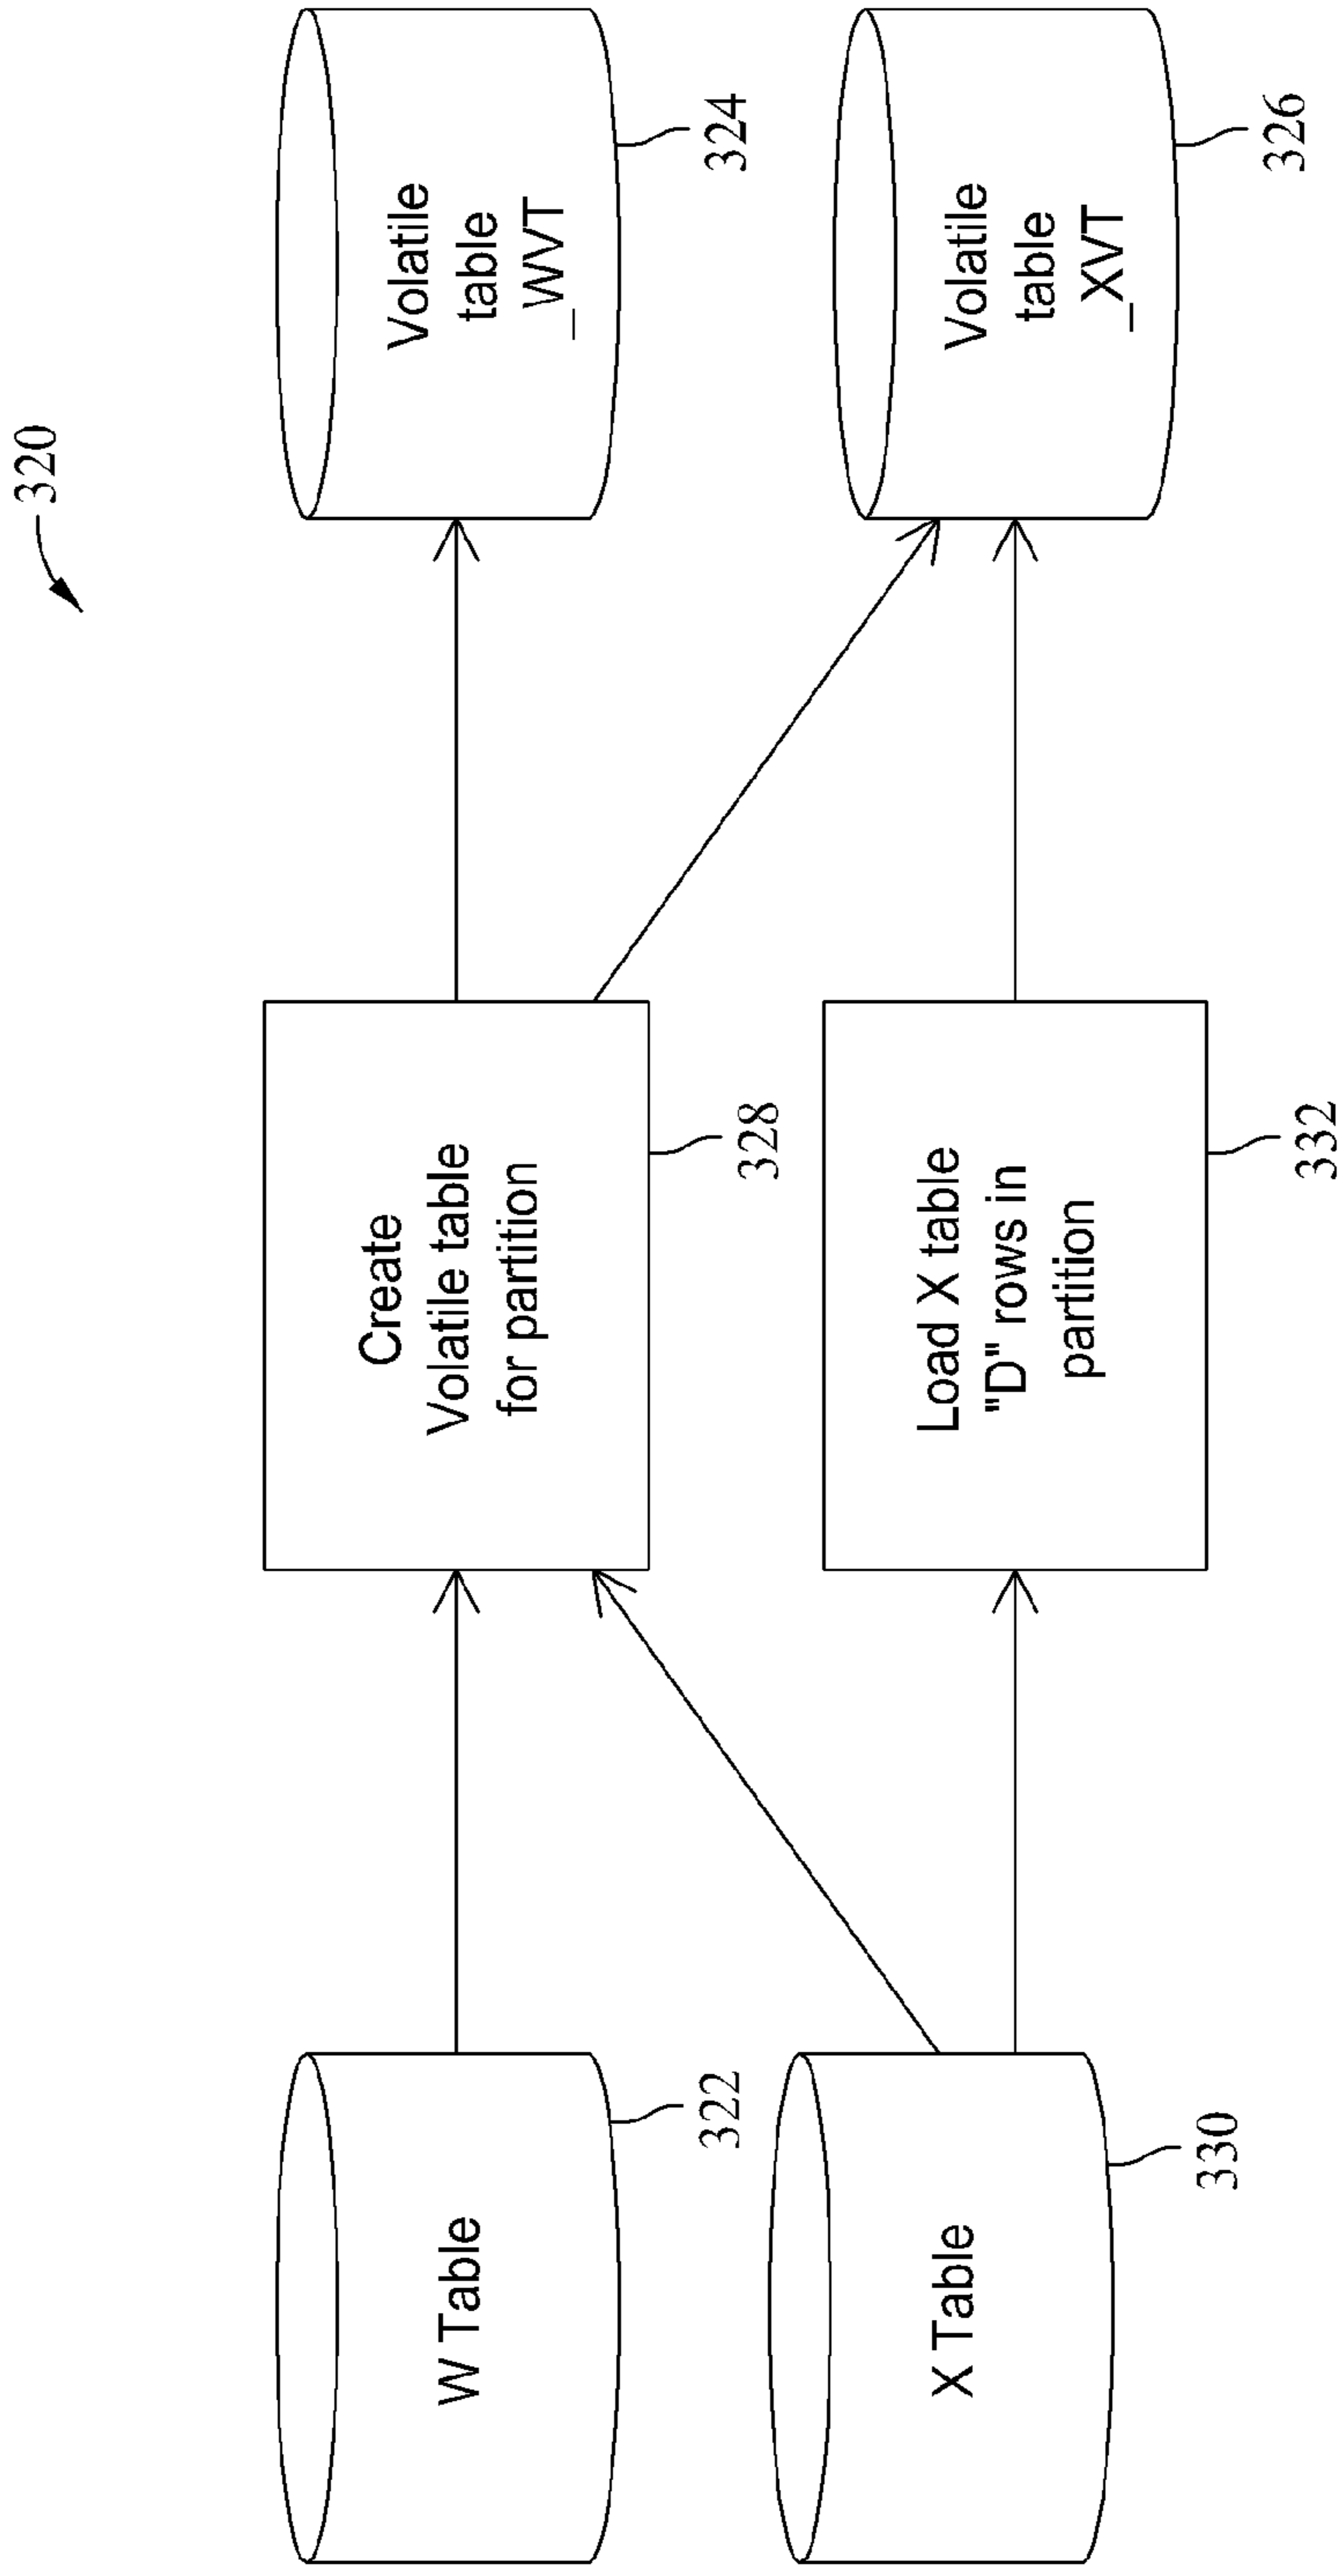 320
W Table
322
Create
Volatile table
for partition
328
Volatile
table
_WVT
324
X Table
330
Load X table
"D" rows in
partition
332
Volatile
table
_XVT
326